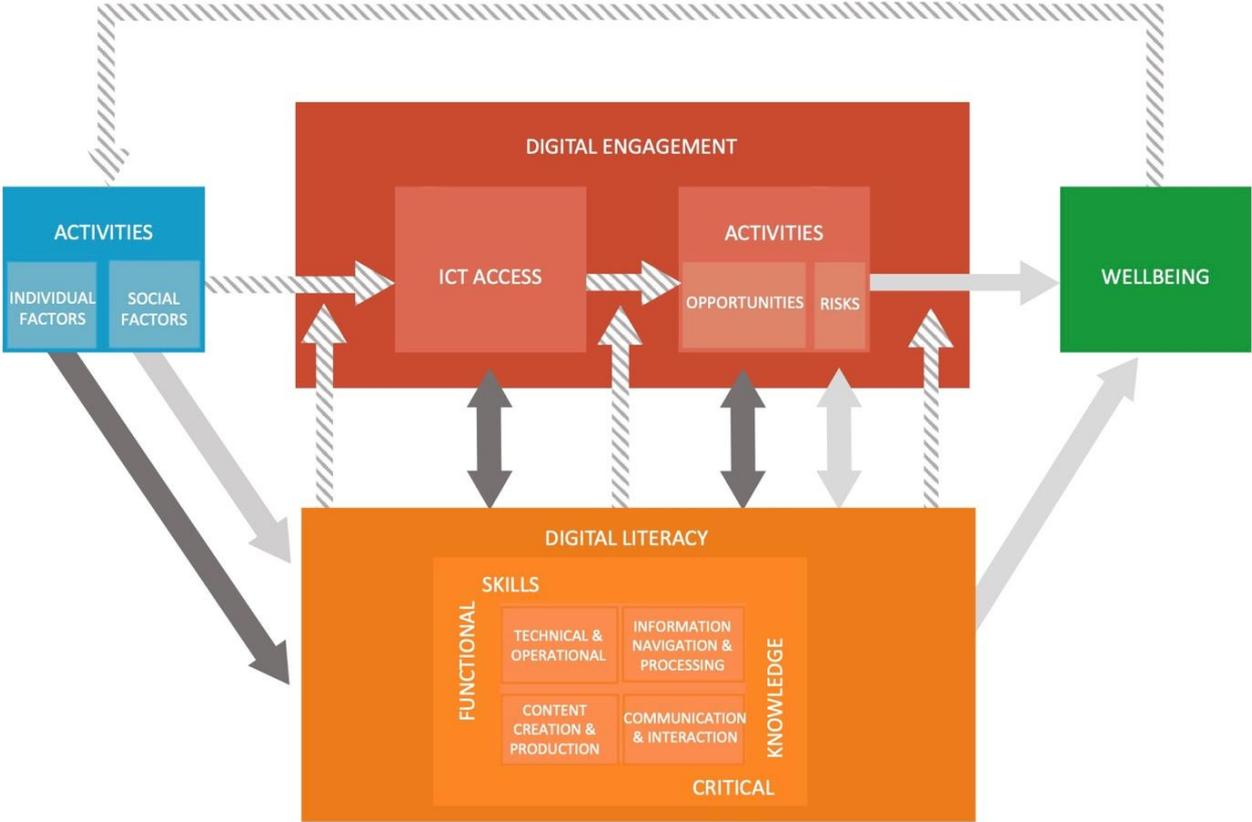 DIGITAL ENGAGEMENT
ACTIVITIES
INDIVIDUAL
FACTORS
SOCIAL
FACTORS
ICT ACCESS
ACTIVITIES
OPPORTUNITIES
RISKS
WELLBEING
DIGITAL LITERACY
SKILLS
FUNCTIONAL
TECHNICAL &
OPERATIONAL
INFORMATION
NAVIGATION &
PROCESSING
CONTENT
CREATION &
PRODUCTION
COMMUNICATION
& INTERACTION
KNOWLEDGE
CRITICAL